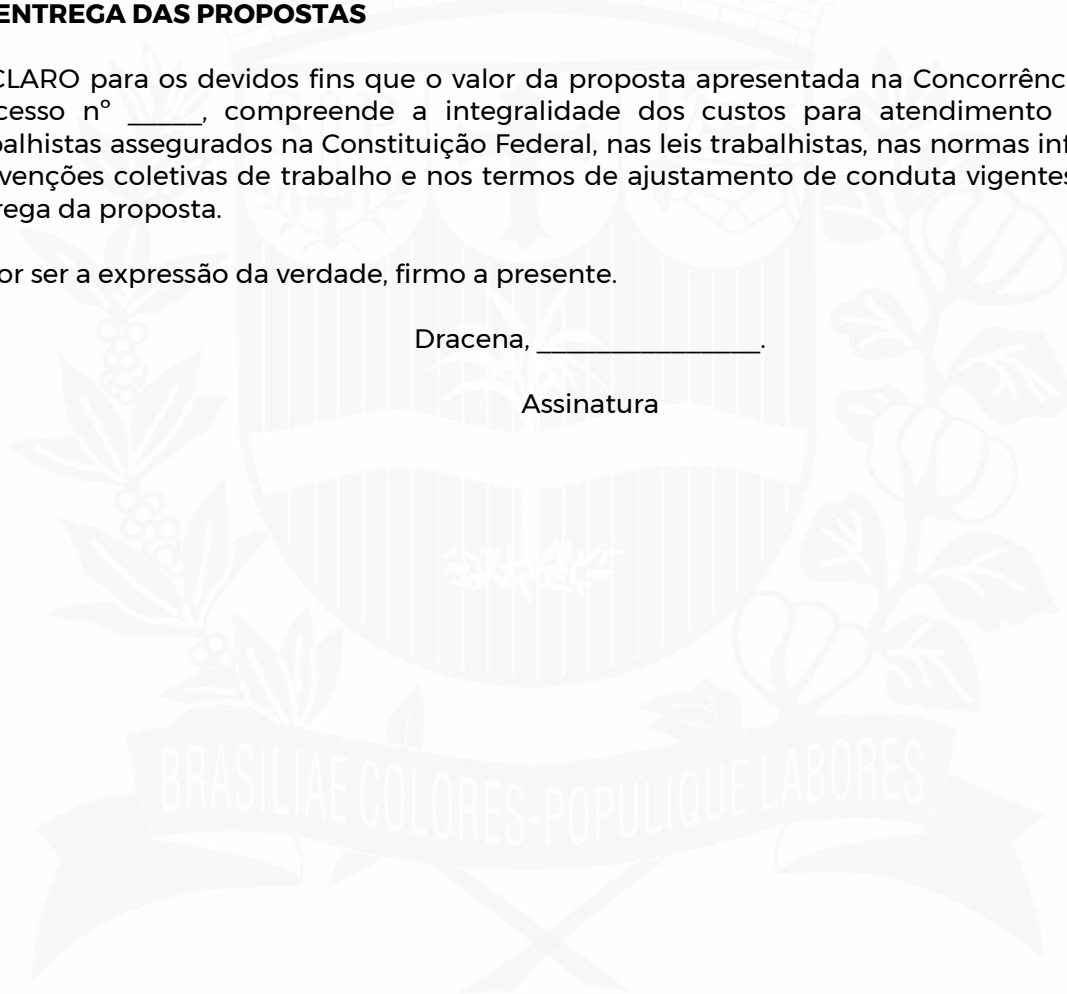 ENTREGA DAS PROPOSTAS
CLARO para os devidos fins que o valor da proposta apresentada na Concorrênc
cesso nº _____, compreende a integralidade dos custos para atendimento
balhistas assegurados na Constituição Federal, nas leis trabalhistas, nas normas inf
venções coletivas de trabalho e nos termos de ajustamento de conduta vigentes
rega da proposta.
or ser a expressão da verdade, firmo a presente.
Dracena, _______________.
Assinatura
BRASILIAE COLORES-POPULIQUE LABORES